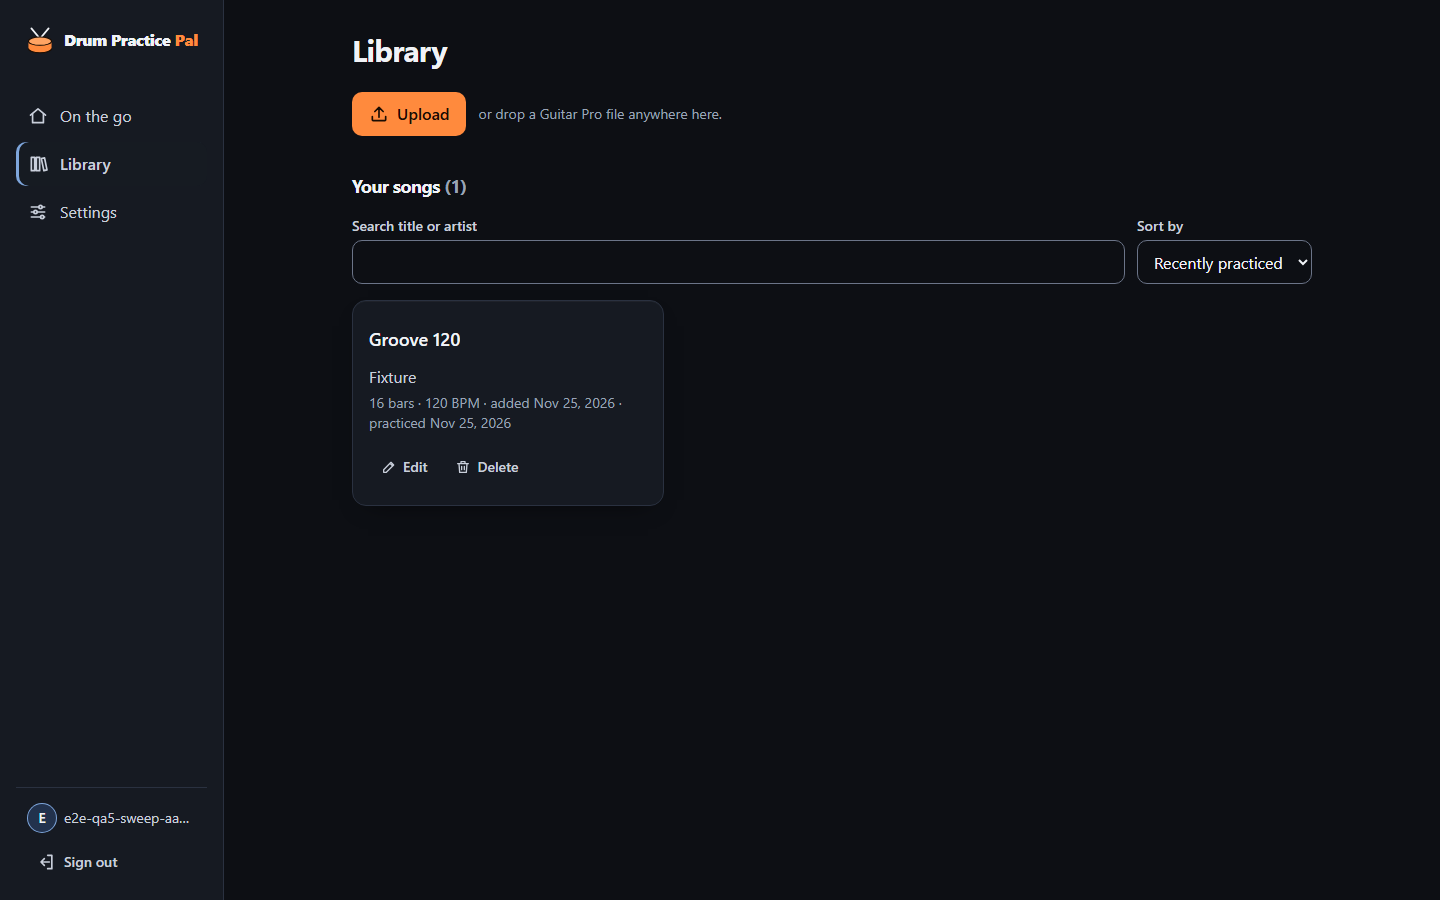 Drum Practice Pal
On the go
Library
Settings
e2e-qa5-sweep-aa...
Sign out
Library
Upload
or drop a Guitar Pro file anywhere here.
Your songs (1)
Search title or artist
Sort by
Recently practiced
Groove 120
Fixture
16 bars · 120 BPM · added Nov 25, 2026 ·
practiced Nov 25, 2026
Edit
Delete
E